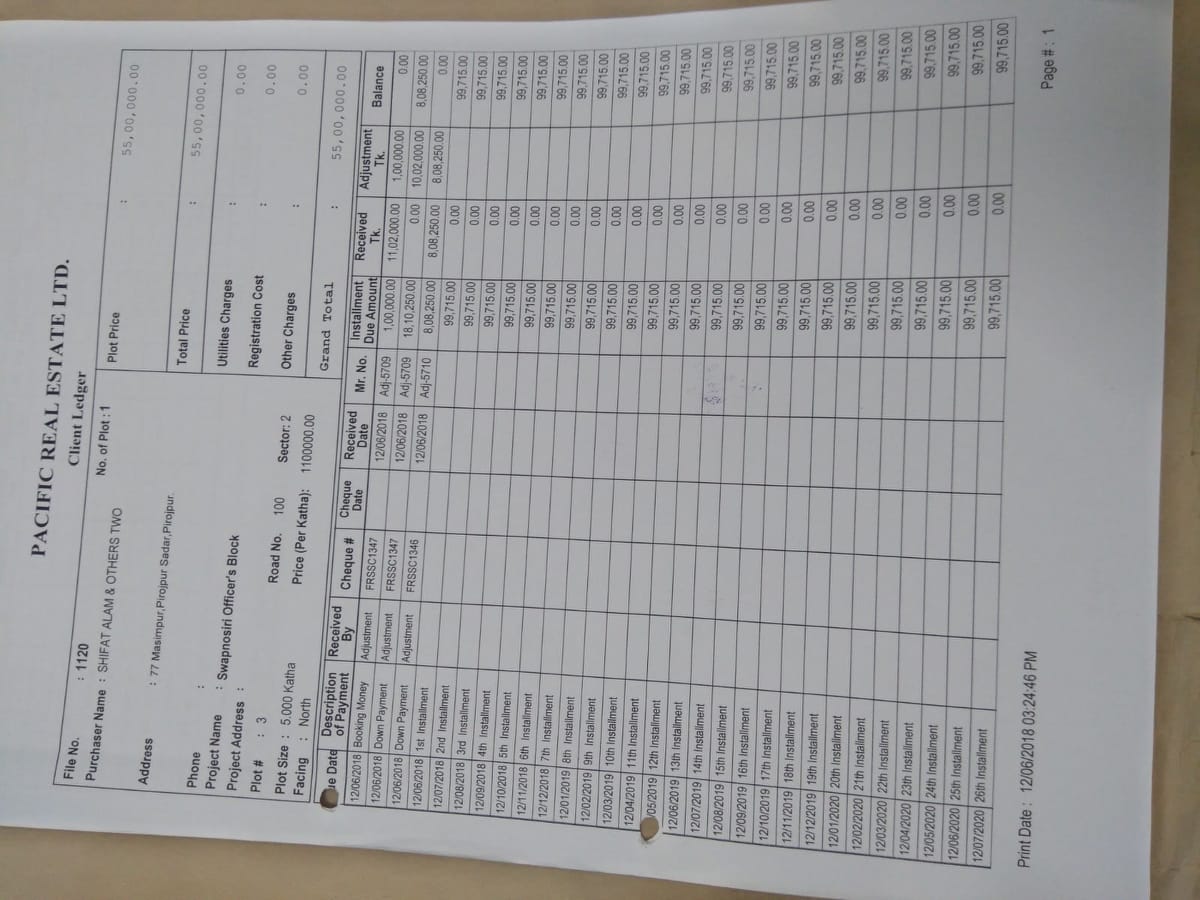 PACIFIC REAL ESTATE LTD.
Client Ledger
File No. : 1120 No. of Plot : 1
Purchaser Name : SHIFAT ALAM & OTHERS TWO
Address : 77 Masimpur,Pirojpur Sadar,Pirojpur.
Phone :
Project Name : Swapnosiri Officer's Block
Project Address :
Plot # : 3 Road No. 100 Sector: 2
Plot Size : 5.000 Katha Price (Per Katha): 1100000.00
Facing : North
Plot Price : 55,00,000.00
Total Price : 55,00,000.00
Utilities Charges : 0.00
Registration Cost : 0.00
Other Charges : 0.00
Grand Total : 55,00,000.00
ue Date Description of Payment Received By Cheque # Cheque Date Received Date Mr. No. Installment Due Amount Received Tk. Adjustment Tk. Balance
12/06/2018 Booking Money Adjustment FRSSC1347 12/06/2018 Adj-5709 1,00,000.00 11,02,000.00 1,00,000.00 0.00
12/06/2018 Down Payment Adjustment FRSSC1347 12/06/2018 Adj-5709 18,10,250.00 0.00 10,02,000.00 8,08,250.00
12/06/2018 Down Payment Adjustment FRSSC1346 12/06/2018 Adj-5710 8,08,250.00 8,08,250.00 8,08,250.00 0.00
12/06/2018 1st Installment 99,715.00 0.00 99,715.00
12/07/2018 2nd Installment 99,715.00 0.00 99,715.00
12/08/2018 3rd Installment 99,715.00 0.00 99,715.00
12/09/2018 4th Installment 99,715.00 0.00 99,715.00
12/10/2018 5th Installment 99,715.00 0.00 99,715.00
12/11/2018 6th Installment 99,715.00 0.00 99,715.00
12/12/2018 7th Installment 99,715.00 0.00 99,715.00
12/01/2019 8th Installment 99,715.00 0.00 99,715.00
12/02/2019 9th Installment 99,715.00 0.00 99,715.00
12/03/2019 10th Installment 99,715.00 0.00 99,715.00
12/04/2019 11th Installment 99,715.00 0.00 99,715.00
/05/2019 12th Installment 99,715.00 0.00 99,715.00
12/06/2019 13th Installment 99,715.00 0.00 99,715.00
12/07/2019 14th Installment 99,715.00 0.00 99,715.00
12/08/2019 15th Installment 99,715.00 0.00 99,715.00
12/09/2019 16th Installment 99,715.00 0.00 99,715.00
12/10/2019 17th Installment 99,715.00 0.00 99,715.00
12/11/2019 18th Installment 99,715.00 0.00 99,715.00
12/12/2019 19th Installment 99,715.00 0.00 99,715.00
12/01/2020 20th Installment 99,715.00 0.00 99,715.00
12/02/2020 21th Installment 99,715.00 0.00 99,715.00
12/03/2020 22th Installment 99,715.00 0.00 99,715.00
12/04/2020 23th Installment 99,715.00 0.00 99,715.00
12/05/2020 24th Installment 99,715.00 0.00 99,715.00
12/06/2020 25th Installment 99,715.00 0.00 99,715.00
12/07/2020 26th Installment 99,715.00 0.00 99,715.00
Print Date : 12/06/2018 03:24:46 PM
Page # : 1